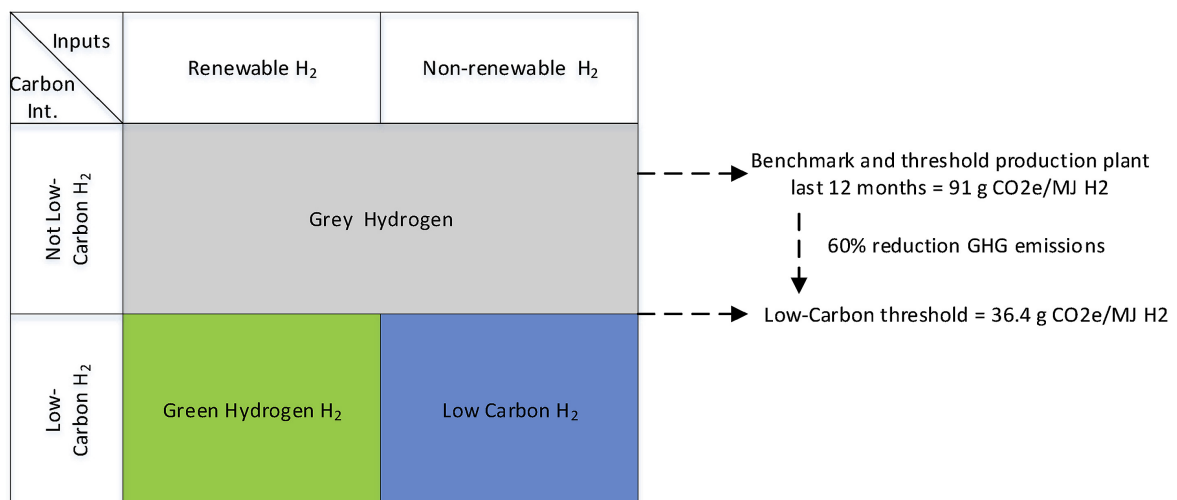 Inputs
Carbon
Int.
Renewable H₂
Non-renewable H₂
Not Low-
Carbon H₂
Grey Hydrogen
Benchmark and threshold production plant
last 12 months = 91 g CO2e/MJ H2
60% reduction GHG emissions
Low-Carbon threshold = 36.4 g CO2e/MJ H2
Low-
Carbon H₂
Green Hydrogen H₂
Low Carbon H₂